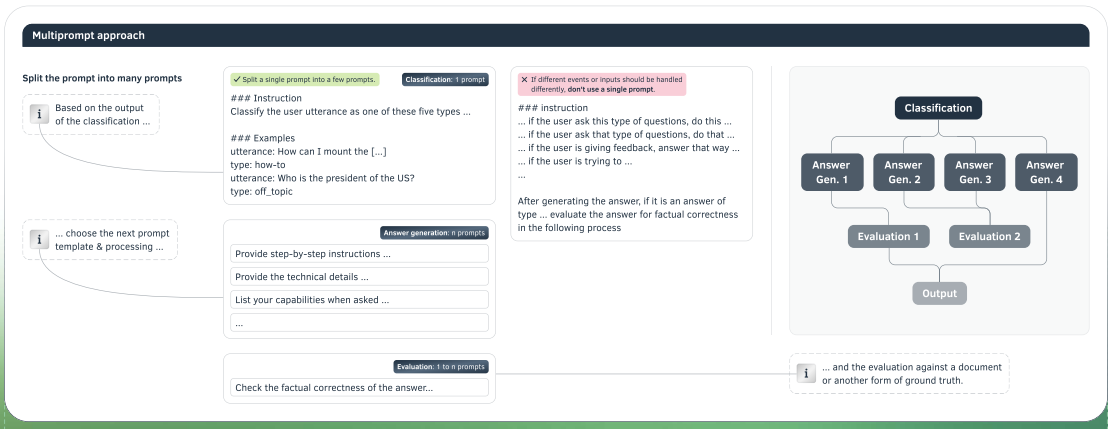 Multiprompt approach
Split the prompt into many prompts
Based on the output
of the classification ...
✓ Split a single prompt into a few prompts.
Classification: 1 prompt
### Instruction
Classify the user utterance as one of these five types ...
### Examples
utterance: How can I mount the [...]
type: how-to
utterance: Who is the president of the US?
type: off_topic
... choose the next prompt
template & processing ...
Answer generation: n prompts
Provide step-by-step instructions ...
Provide the technical details ...
List your capabilities when asked ...
...
Evaluation: 1 to n prompts
Check the factual correctness of the answer...
✕ If different events or inputs should be handled
differently, don't use a single prompt.
### instruction
... if the user ask this type of questions, do this ...
... if the user ask that type of questions, do that ...
... if the user is giving feedback, answer that way ...
... if the user is trying to ...
...
After generating the answer, if it is an answer of
type ... evaluate the answer for factual correctness
in the following process
Classification
Answer
Gen. 1
Answer
Gen. 2
Answer
Gen. 3
Answer
Gen. 4
Evaluation 1
Evaluation 2
Output
... and the evaluation against a document
or another form of ground truth.